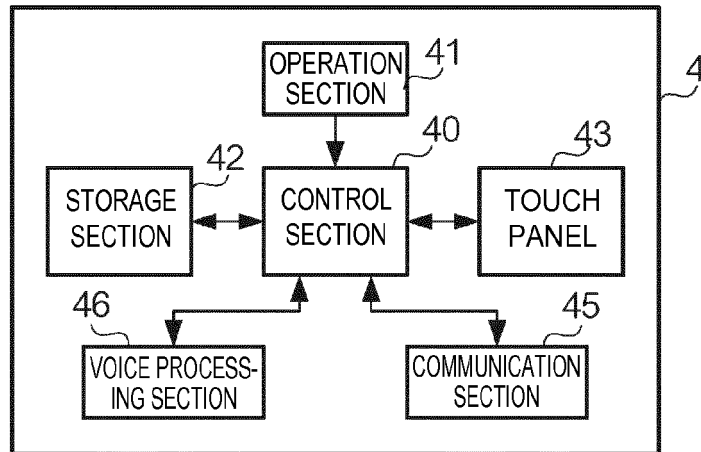 OPERATION
SECTION
41
4
40
42
43
STORAGE
SECTION
CONTROL
SECTION
TOUCH
PANEL
46
45
VOICE PROCESS-
ING SECTION
COMMUNICATION
SECTION